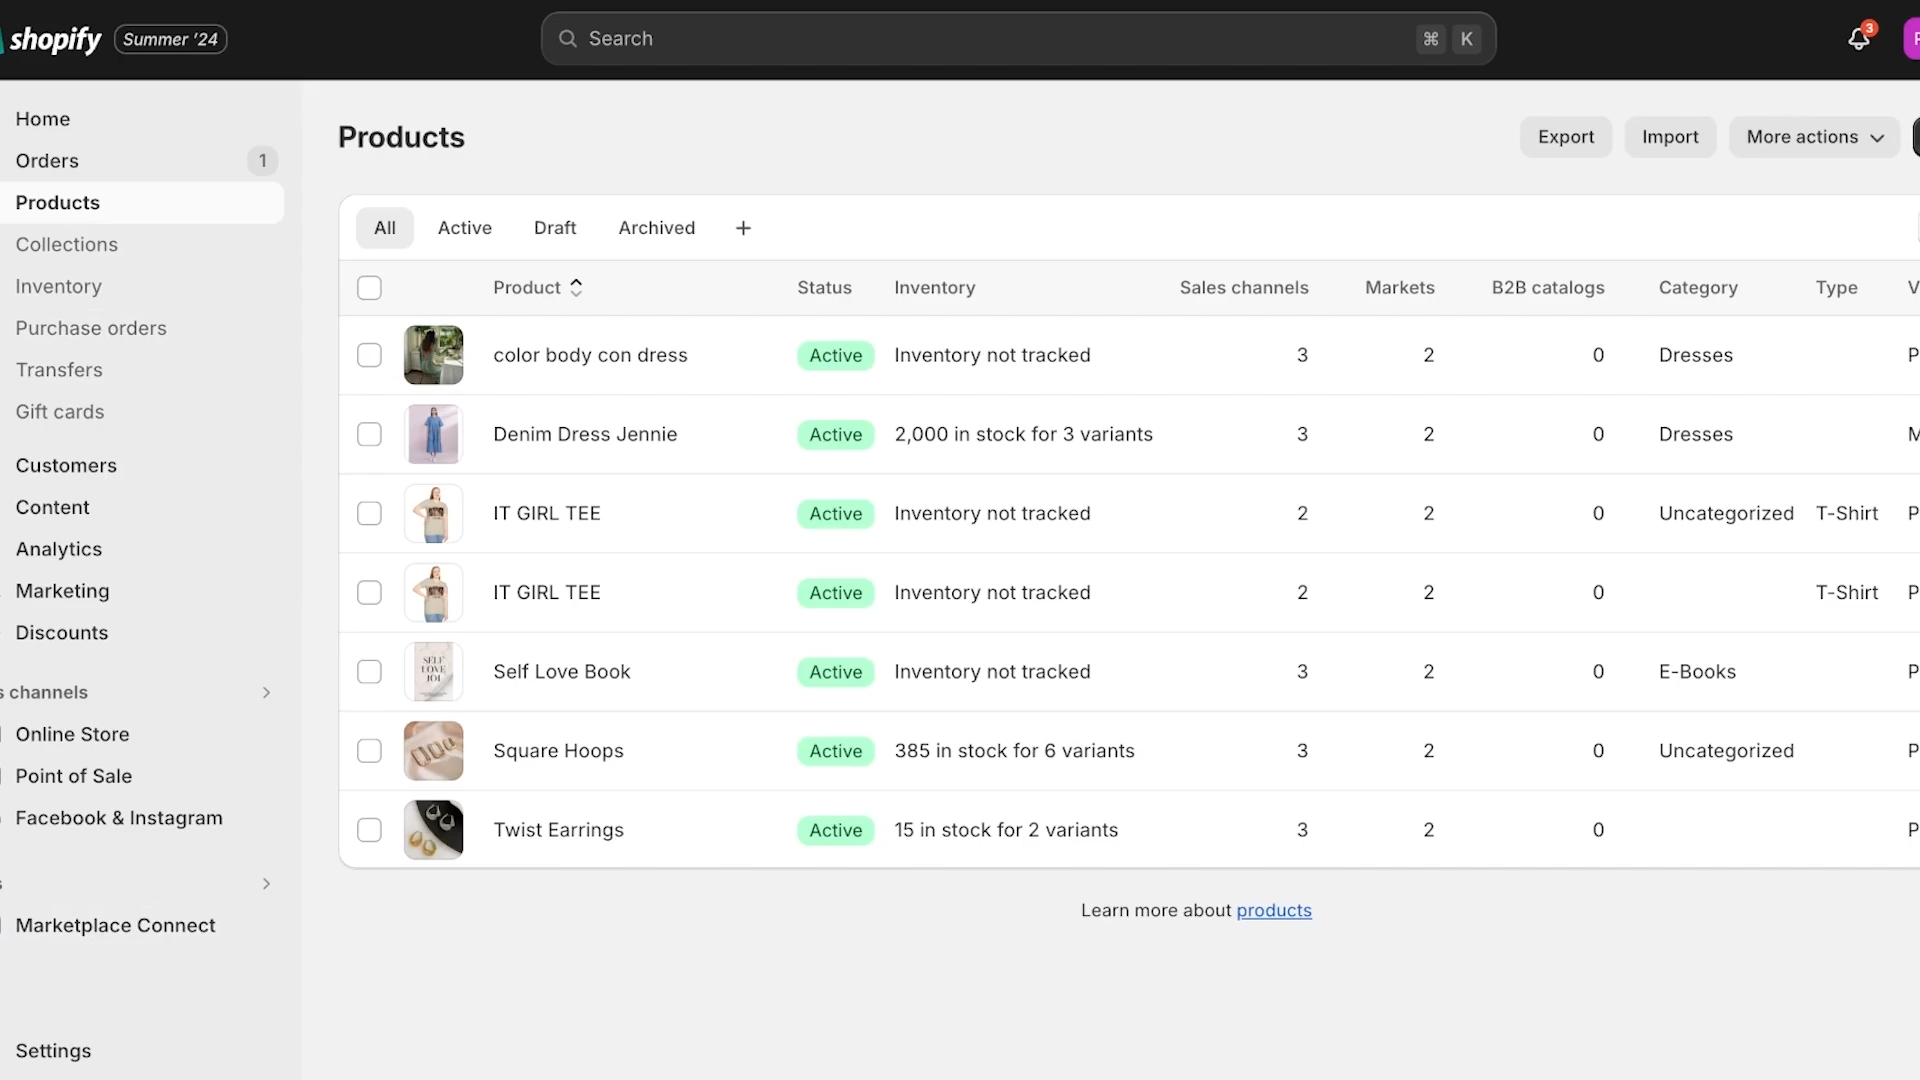 shopify Summer '24
Search
⌘ K
3
Home
Orders 1
Products
Collections
Inventory
Purchase orders
Transfers
Gift cards
Customers
Content
Analytics
Marketing
Discounts
channels
Online Store
Point of Sale
Facebook & Instagram
Marketplace Connect
Settings
Products
Export Import More actions
All Active Draft Archived +
Product Status Inventory Sales channels Markets B2B catalogs Category Type V
color body con dress Active Inventory not tracked 3 2 0 Dresses P
Denim Dress Jennie Active 2,000 in stock for 3 variants 3 2 0 Dresses M
IT GIRL TEE Active Inventory not tracked 2 2 0 Uncategorized T-Shirt P
IT GIRL TEE Active Inventory not tracked 2 2 0 T-Shirt P
SELF
LOVE
101
Self Love Book Active Inventory not tracked 3 2 0 E-Books P
Square Hoops Active 385 in stock for 6 variants 3 2 0 Uncategorized P
Twist Earrings Active 15 in stock for 2 variants 3 2 0 P
Learn more about products